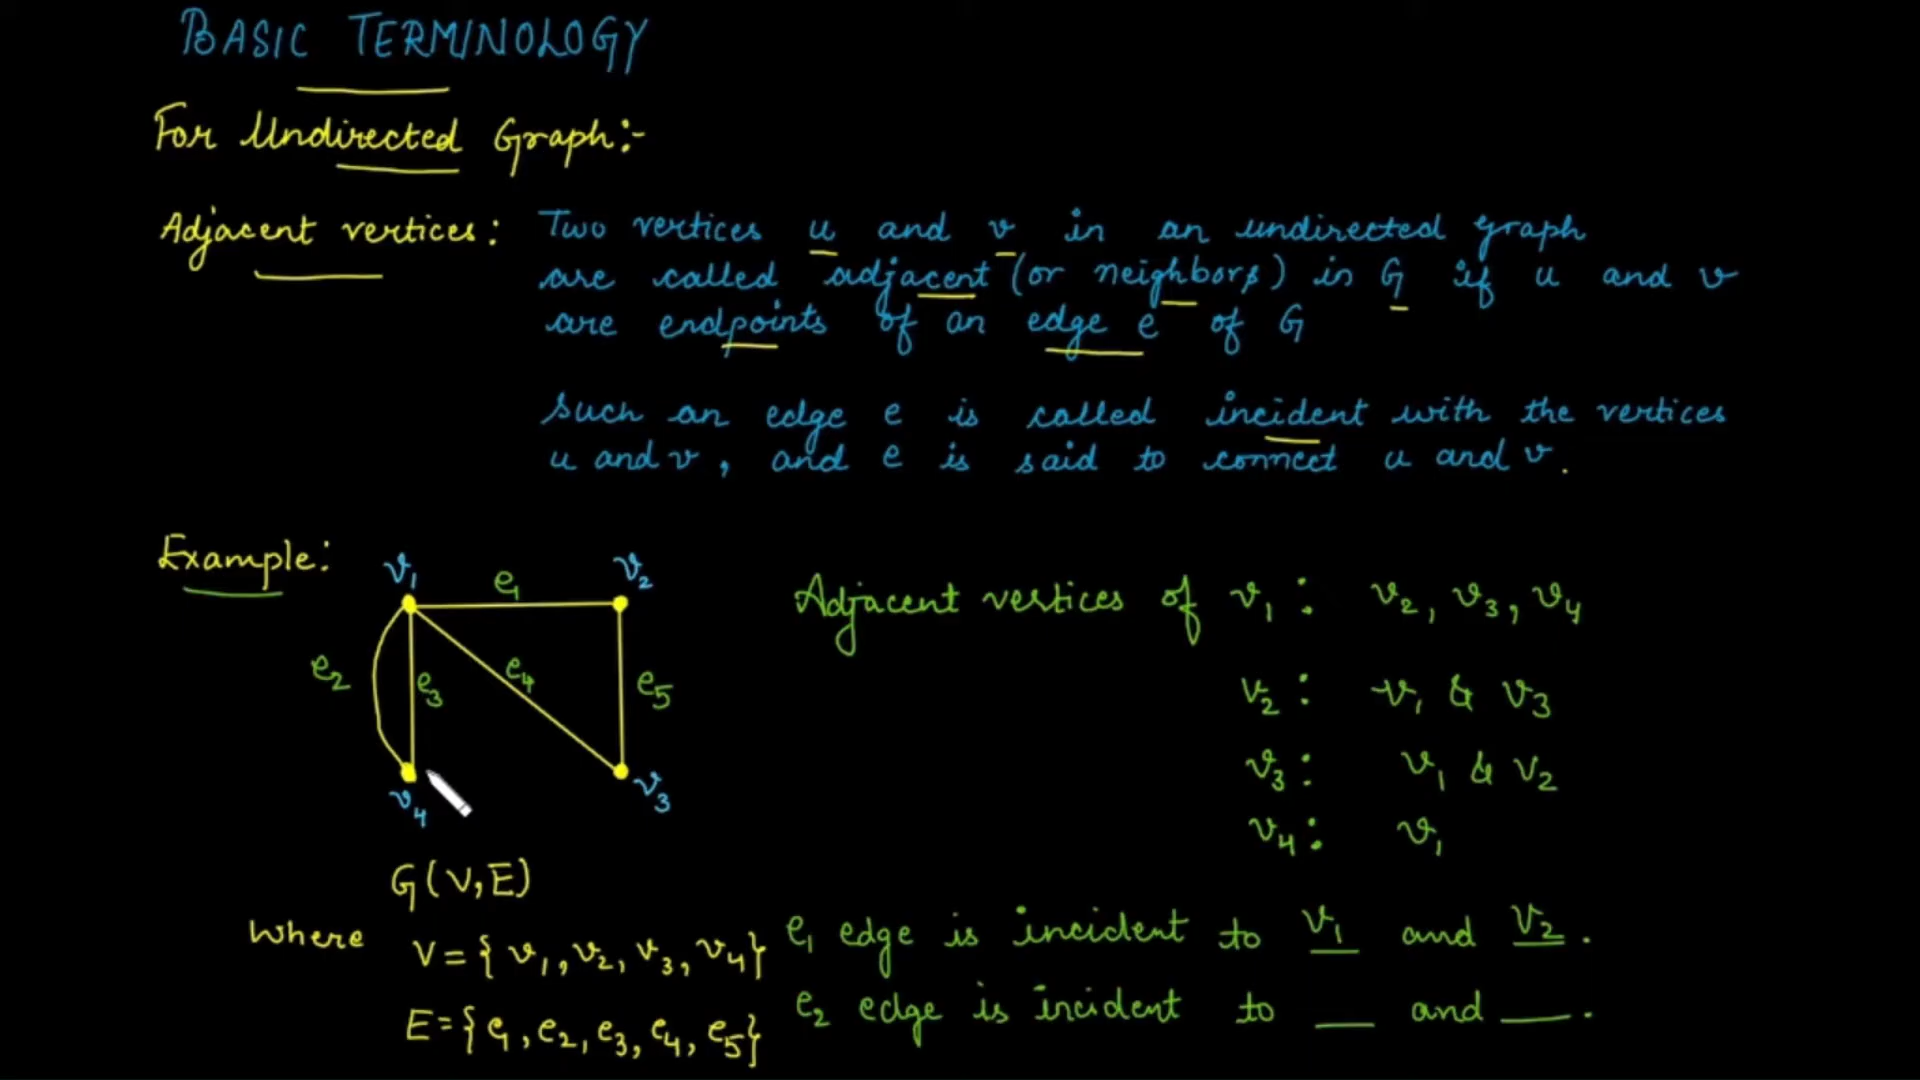 BASIC TERMINOLOGY
For Undirected Graph:-
Adjacent vertices: Two vertices u and v in an undirected graph
are called adjacent (or neighbors) in G if u and v
are endpoints of an edge e of G
Such an edge e is called incident with the vertices
u and v, and e is said to connect u and v.
Example:
v₁ e₁ v₂
e₂ e₃ e₄ e₅
v₄ v₃
Adjacent vertices of v₁: v₂, v₃, v₄
v₂: v₁ & v₃
v₃: v₁ & v₂
v₄: v₁
G(V,E)
Where V={v₁,v₂,v₃,v₄}
E={e₁,e₂,e₃,e₄,e₅}
e₁ edge is incident to v₁ and v₂.
e₂ edge is incident to __ and __.